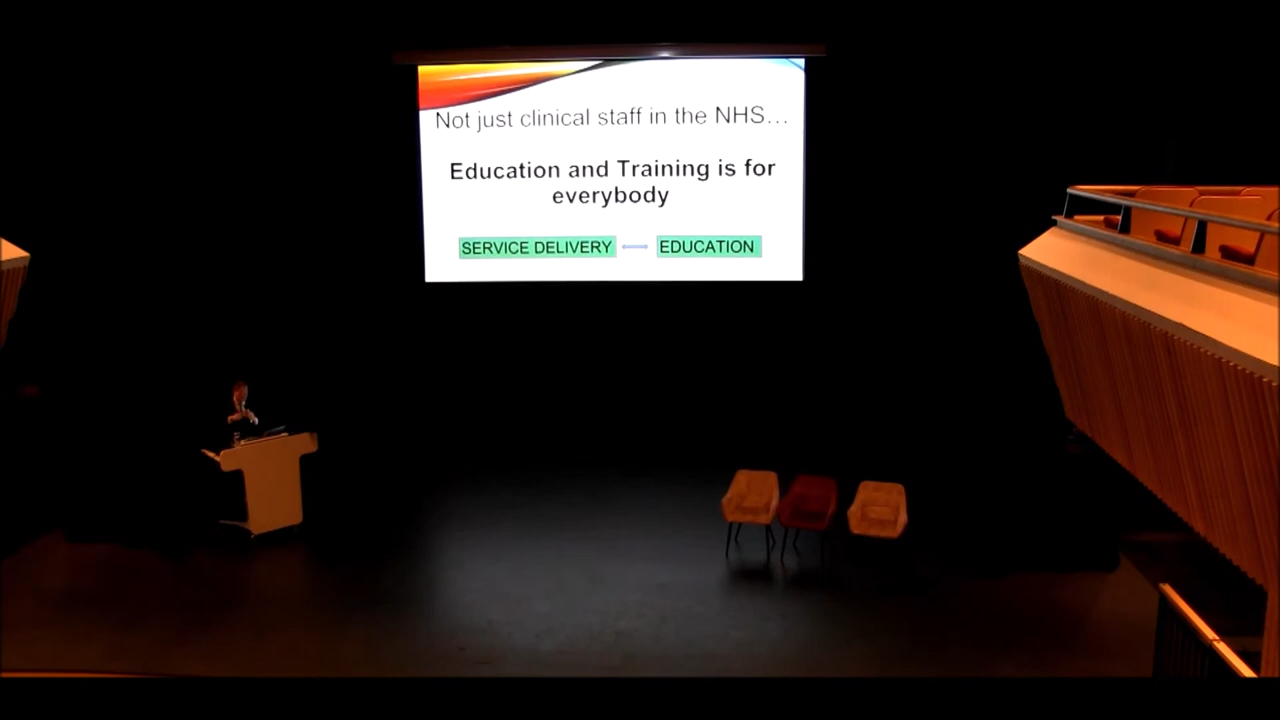 Not just clinical staff in the NHS...
Education and Training is for
everybody
SERVICE DELIVERY EDUCATION